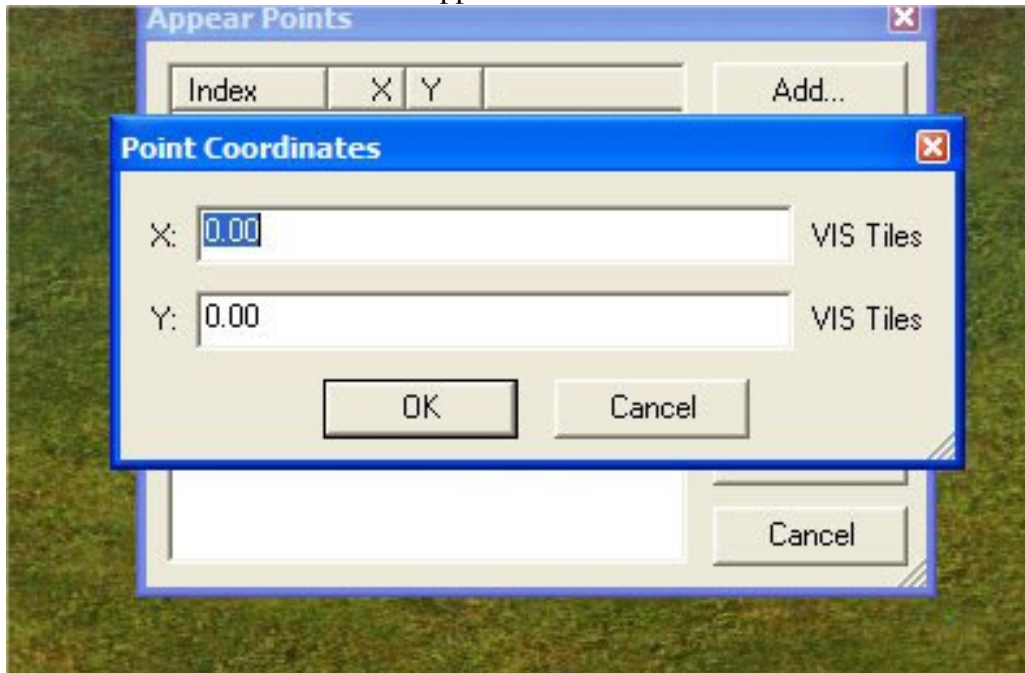 Appear Points
Index X Y
Add...
Point Coordinates
X: 0.00 VIS Tiles
Y: 0.00 VIS Tiles
OK Cancel
Cancel